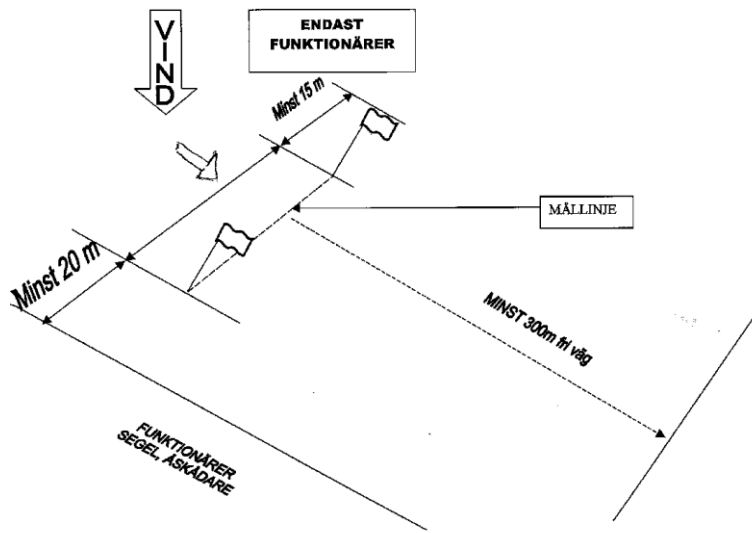 VIND
ENDAST
FUNKTIONÄRER
Minst 15 m
MÅLLINJE
Minst 20 m
MINST 300m fri väg
FUNKTIONÄRER
SEGEL, ÅSKÅDARE